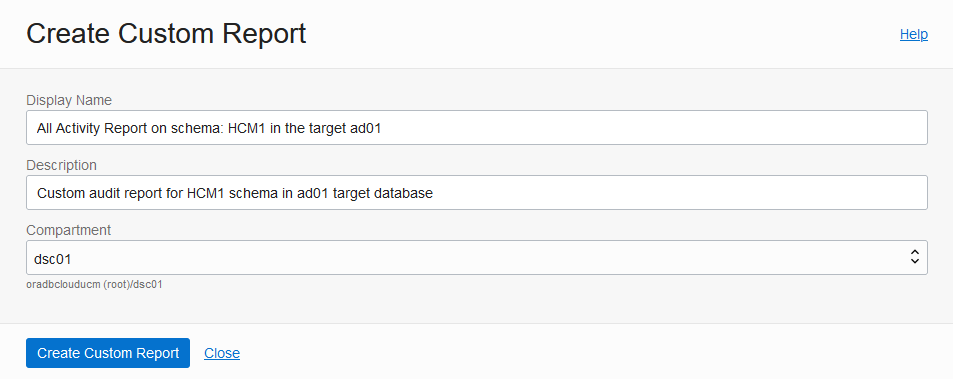 Create Custom Report
Help
Display Name
All Activity Report on schema: HCM1 in the target ad01
Description
Custom audit report for HCM1 schema in ad01 target database
Compartment
dsc01
oradbclouducm (root)/dsc01
Create Custom Report
Close